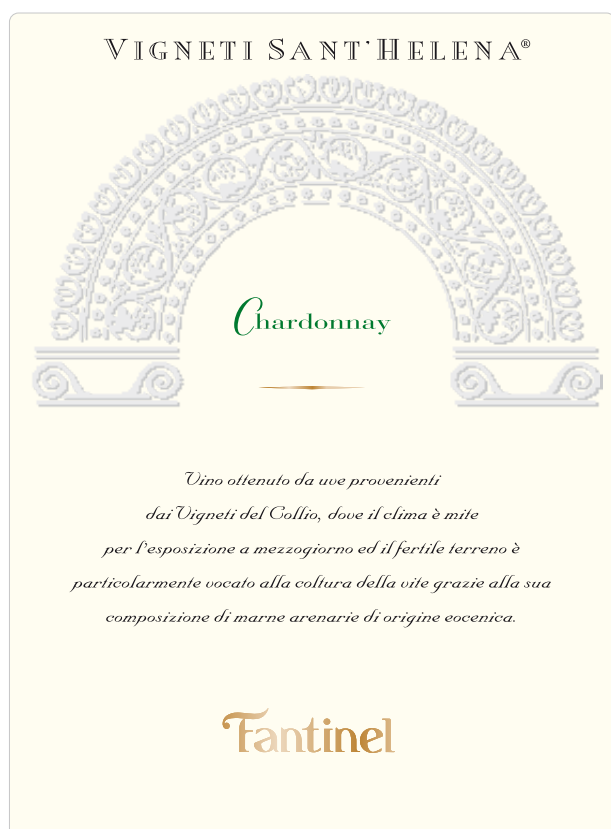 VIGNETI SANT'HELENA®
Chardonnay
Vino ottenuto da uve provenienti
dai Vigneti del Collio, dove il clima è mite
per l'esposizione a mezzogiorno ed il fertile terreno è
particolarmente vocato alla coltura della vite grazie alla sua
composizione di marne arenarie di origine eocenica.
Fantinel